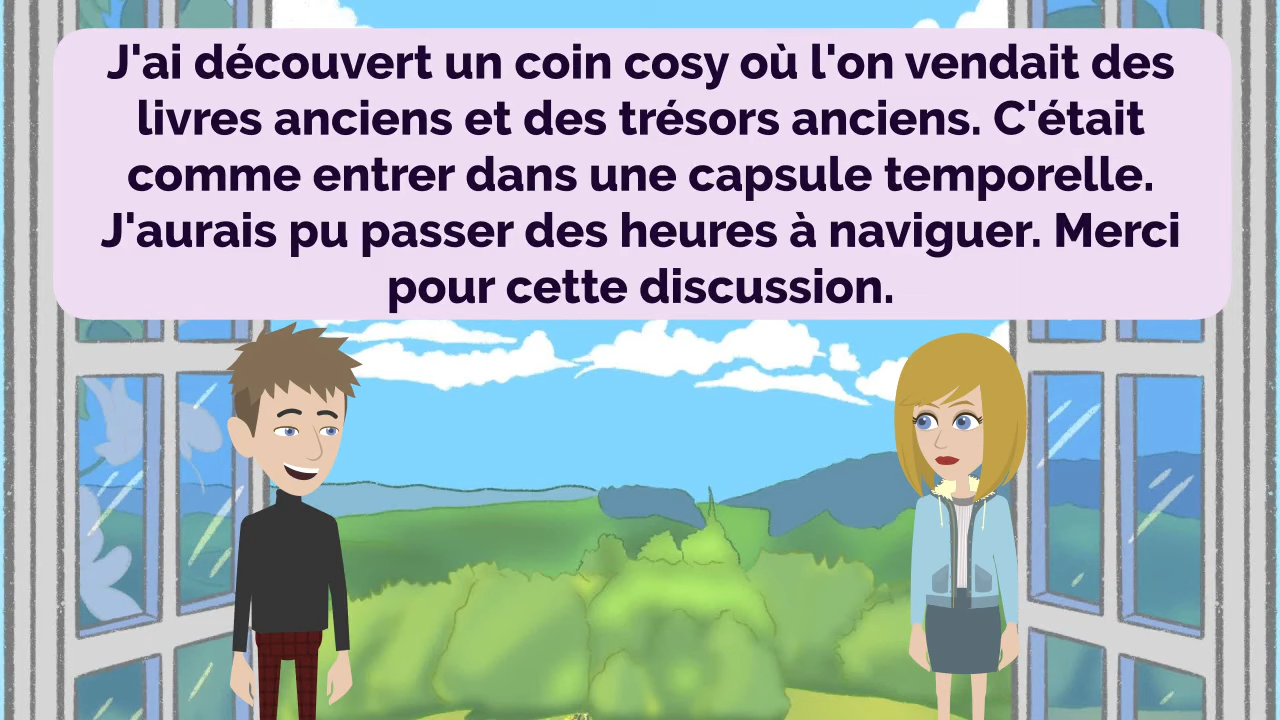 J'ai découvert un coin cosy où l'on vendait des
livres anciens et des trésors anciens. C'était
comme entrer dans une capsule temporelle.
J'aurais pu passer des heures à naviguer. Merci
pour cette discussion.